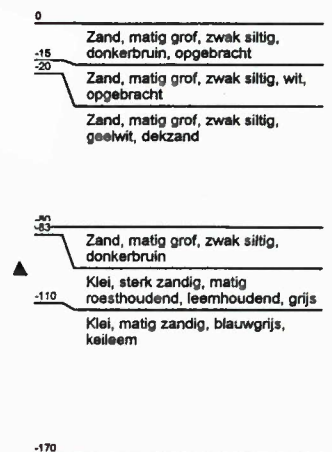 0
Zand, matig grof, zwak siltig,
donkerbruin, opgebracht
-15
-20
Zand, matig grof, zwak siltig, wit,
opgebracht
Zand, matig grof, zwak siltig,
geelwit, dekzand
-80
-83
Zand, matig grof, zwak siltig,
donkerbruin
Klei, sterk zandig, matig
roesthoudend, leemhoudend, grijs
-110
Klei, matig zandig, blauwgrijs,
keileem
-170